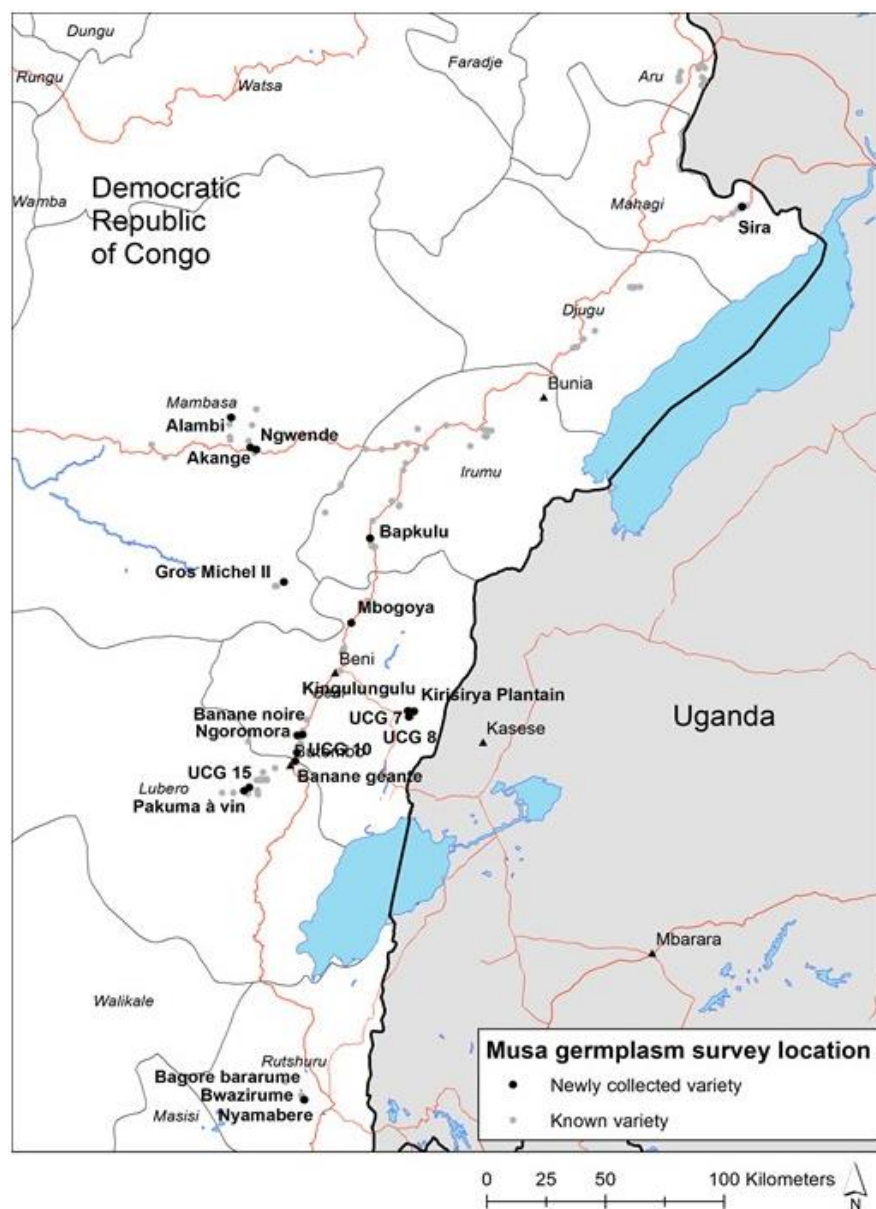 Dungu
Rungu
Watsa
Faradje
Aru
Democratic
Republic
of Congo
Wamba
Mahagi
Sira
Djugu
Bunia
Mambasa
Alambi
Ngwende
Akange
Irumu
Bapkulu
Gros Michel II
Mbogoya
Beni
Kingulungulu
Kirisirya Plantain
Banane noire
UCG 7
Uganda
Ngoromora
UCG 8
Kasese
UCG 10
Butembo
UCG 15
Banane géante
Lubero
Pakuma à vin
Mbarara
Walikale
Musa germplasm survey location
Newly collected variety
Known variety
Rutshuru
Bagore bararume
Bwazirume
Masisi
Nyamabere
0 25 50 100 Kilometers
N